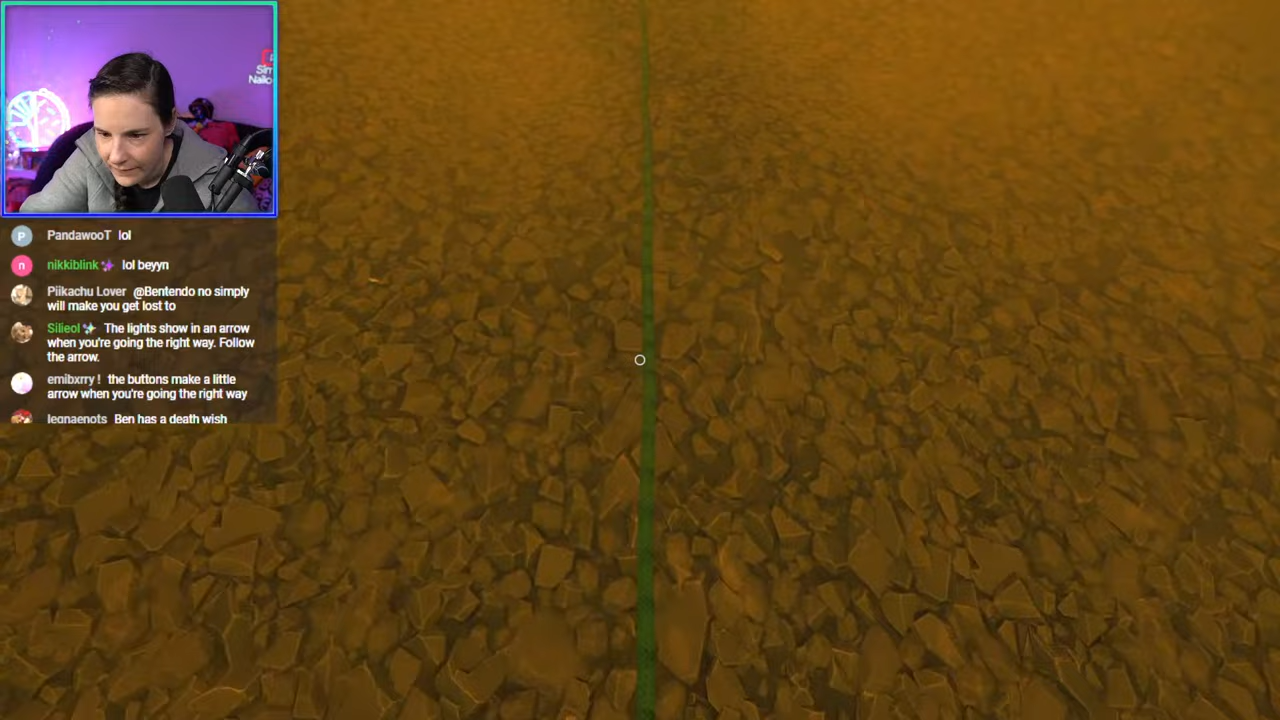 PandawooT lol
nikkiblink lol beyyn
Piikachu Lover @Bentendo no simply
will make you get lost to
Silieol The lights show in an arrow
when you're going the right way. Follow
the arrow.
emibxrry ! the buttons make a little
arrow when you're going the right way
legnaenots Ben has a death wish